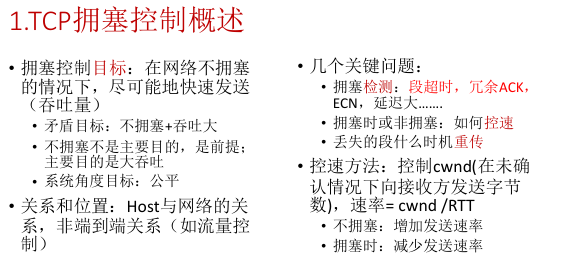 1.TCP拥塞控制概述
• 拥塞控制目标：在网络不拥塞
的情况下，尽可能地快速发送
（吞吐量）
• 矛盾目标：不拥塞+吞吐大
• 不拥塞不是主要目的，是前提；
主要目的是大吞吐
• 系统角度目标：公平
• 关系和位置：Host与网络的关
系，非端到端关系（如流量控
制）
• 几个关键问题：
• 拥塞检测：段超时，冗余ACK，
ECN，延迟大.......
• 拥塞时或非拥塞：如何控速
• 丢失的段什么时机重传
• 控速方法：控制cwnd(在未确
认情况下向接收方发送字节
数)，速率= cwnd /RTT
• 不拥塞：增加发送速率
• 拥塞时：减少发送速率